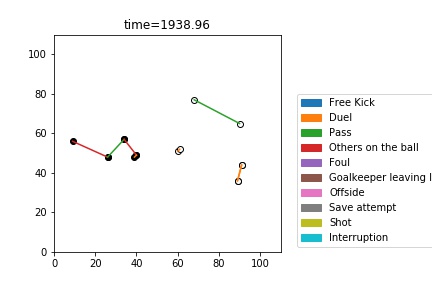 time=1938.96
100
80
60
40
20
0
0 20 40 60 80 100
Free Kick
Duel
Pass
Others on the ball
Foul
Goalkeeper leaving l
Offside
Save attempt
Shot
Interruption